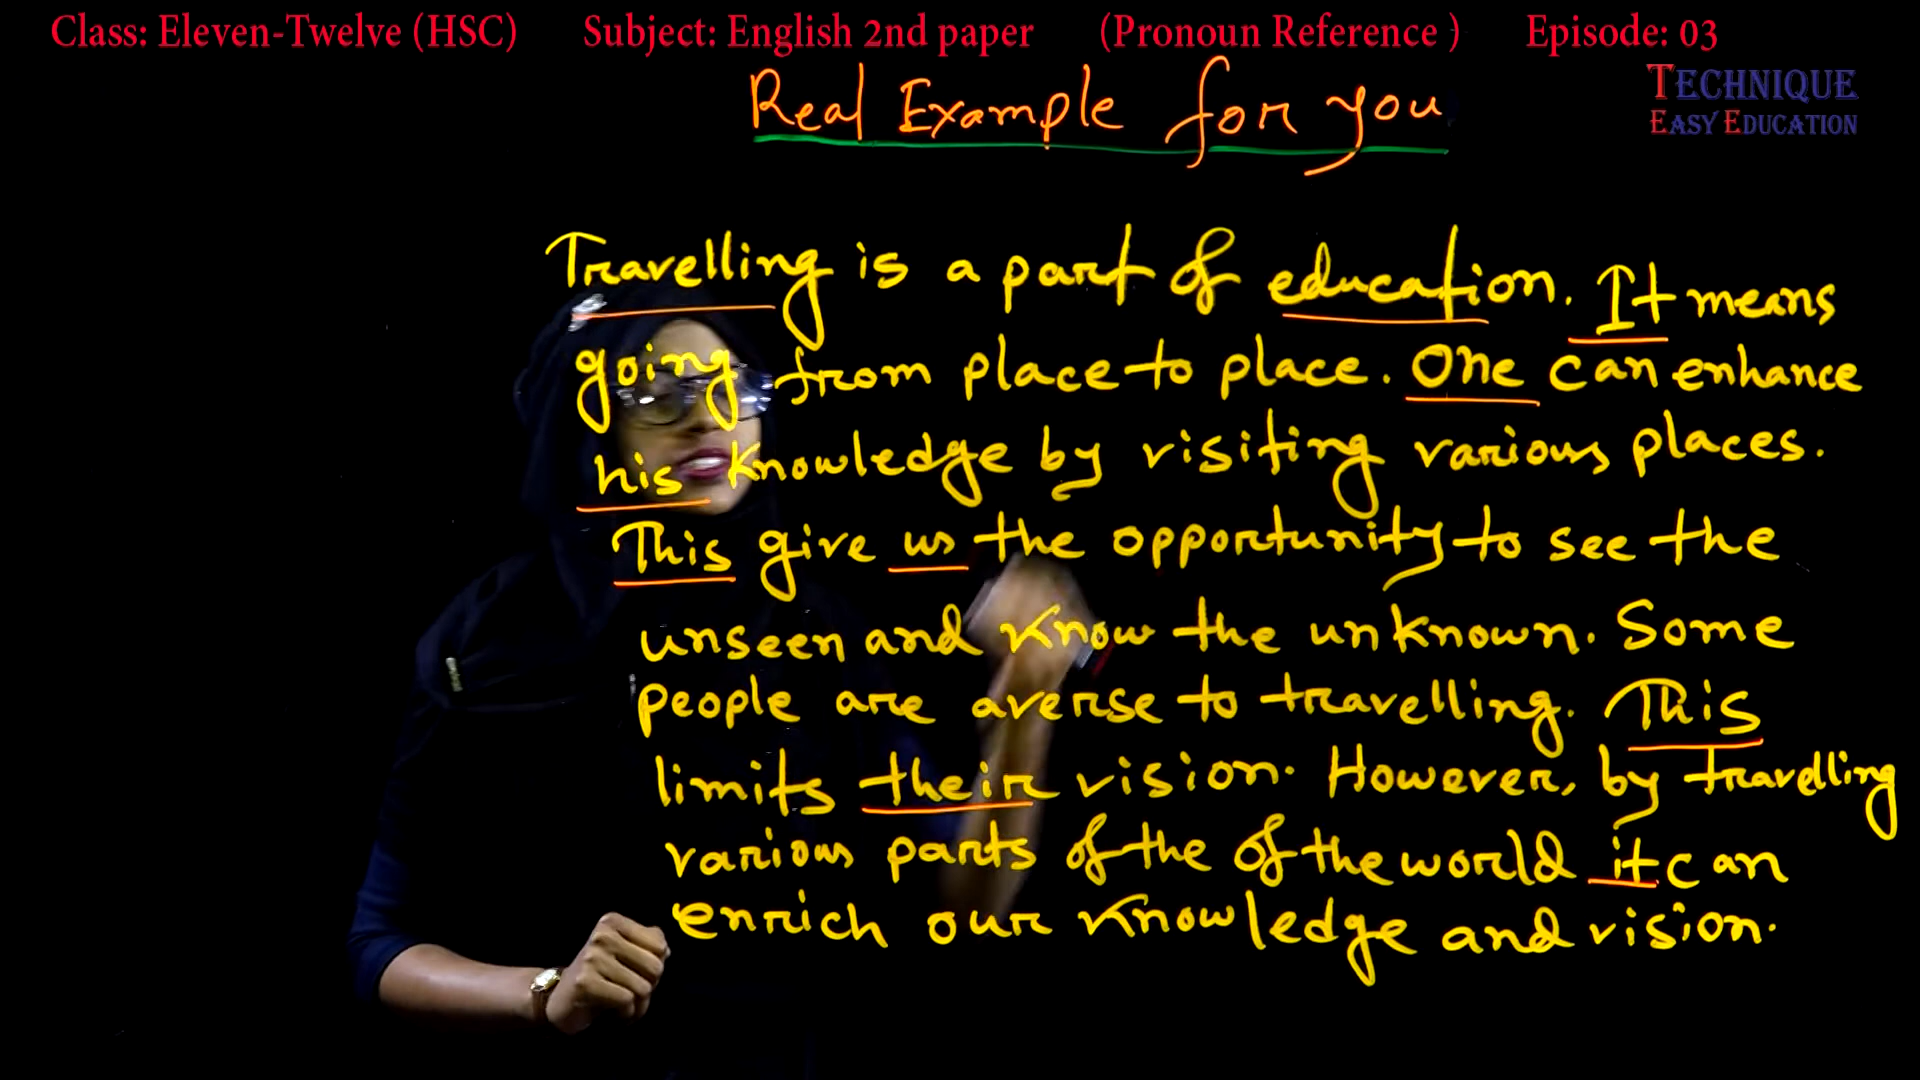 Class: Eleven-Twelve (HSC) Subject: English 2nd paper (Pronoun Reference ) Episode: 03
TECHNIQUE
EASY EDUCATION
Real Example for you
Travelling is a part of education. It means
going from place to place. One can enhance
his knowledge by visiting various places.
This give us the opportunity to see the
unseen and know the unknown. Some
people are averse to travelling. This
limits their vision. However, by travelling
various parts of the of the world it can
enrich our knowledge and vision.